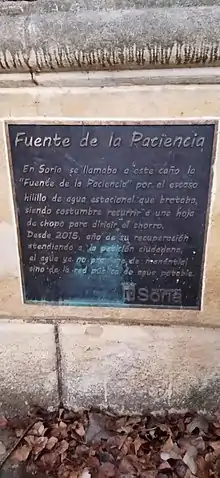 Fuente de la Paciencia
En Soria se llamaba a este caño la
"Fuente de la Paciencia" por el escaso
hilillo de agua estacional que brotaba,
siendo costumbre recurrir a una hoja
de chopo para dirigir el chorro.
Desde 2015, año de su recuperación
atendiendo a la petición ciudadana,
el agua ya no procede de manantial
sino de la red pública de agua potable.
Soria